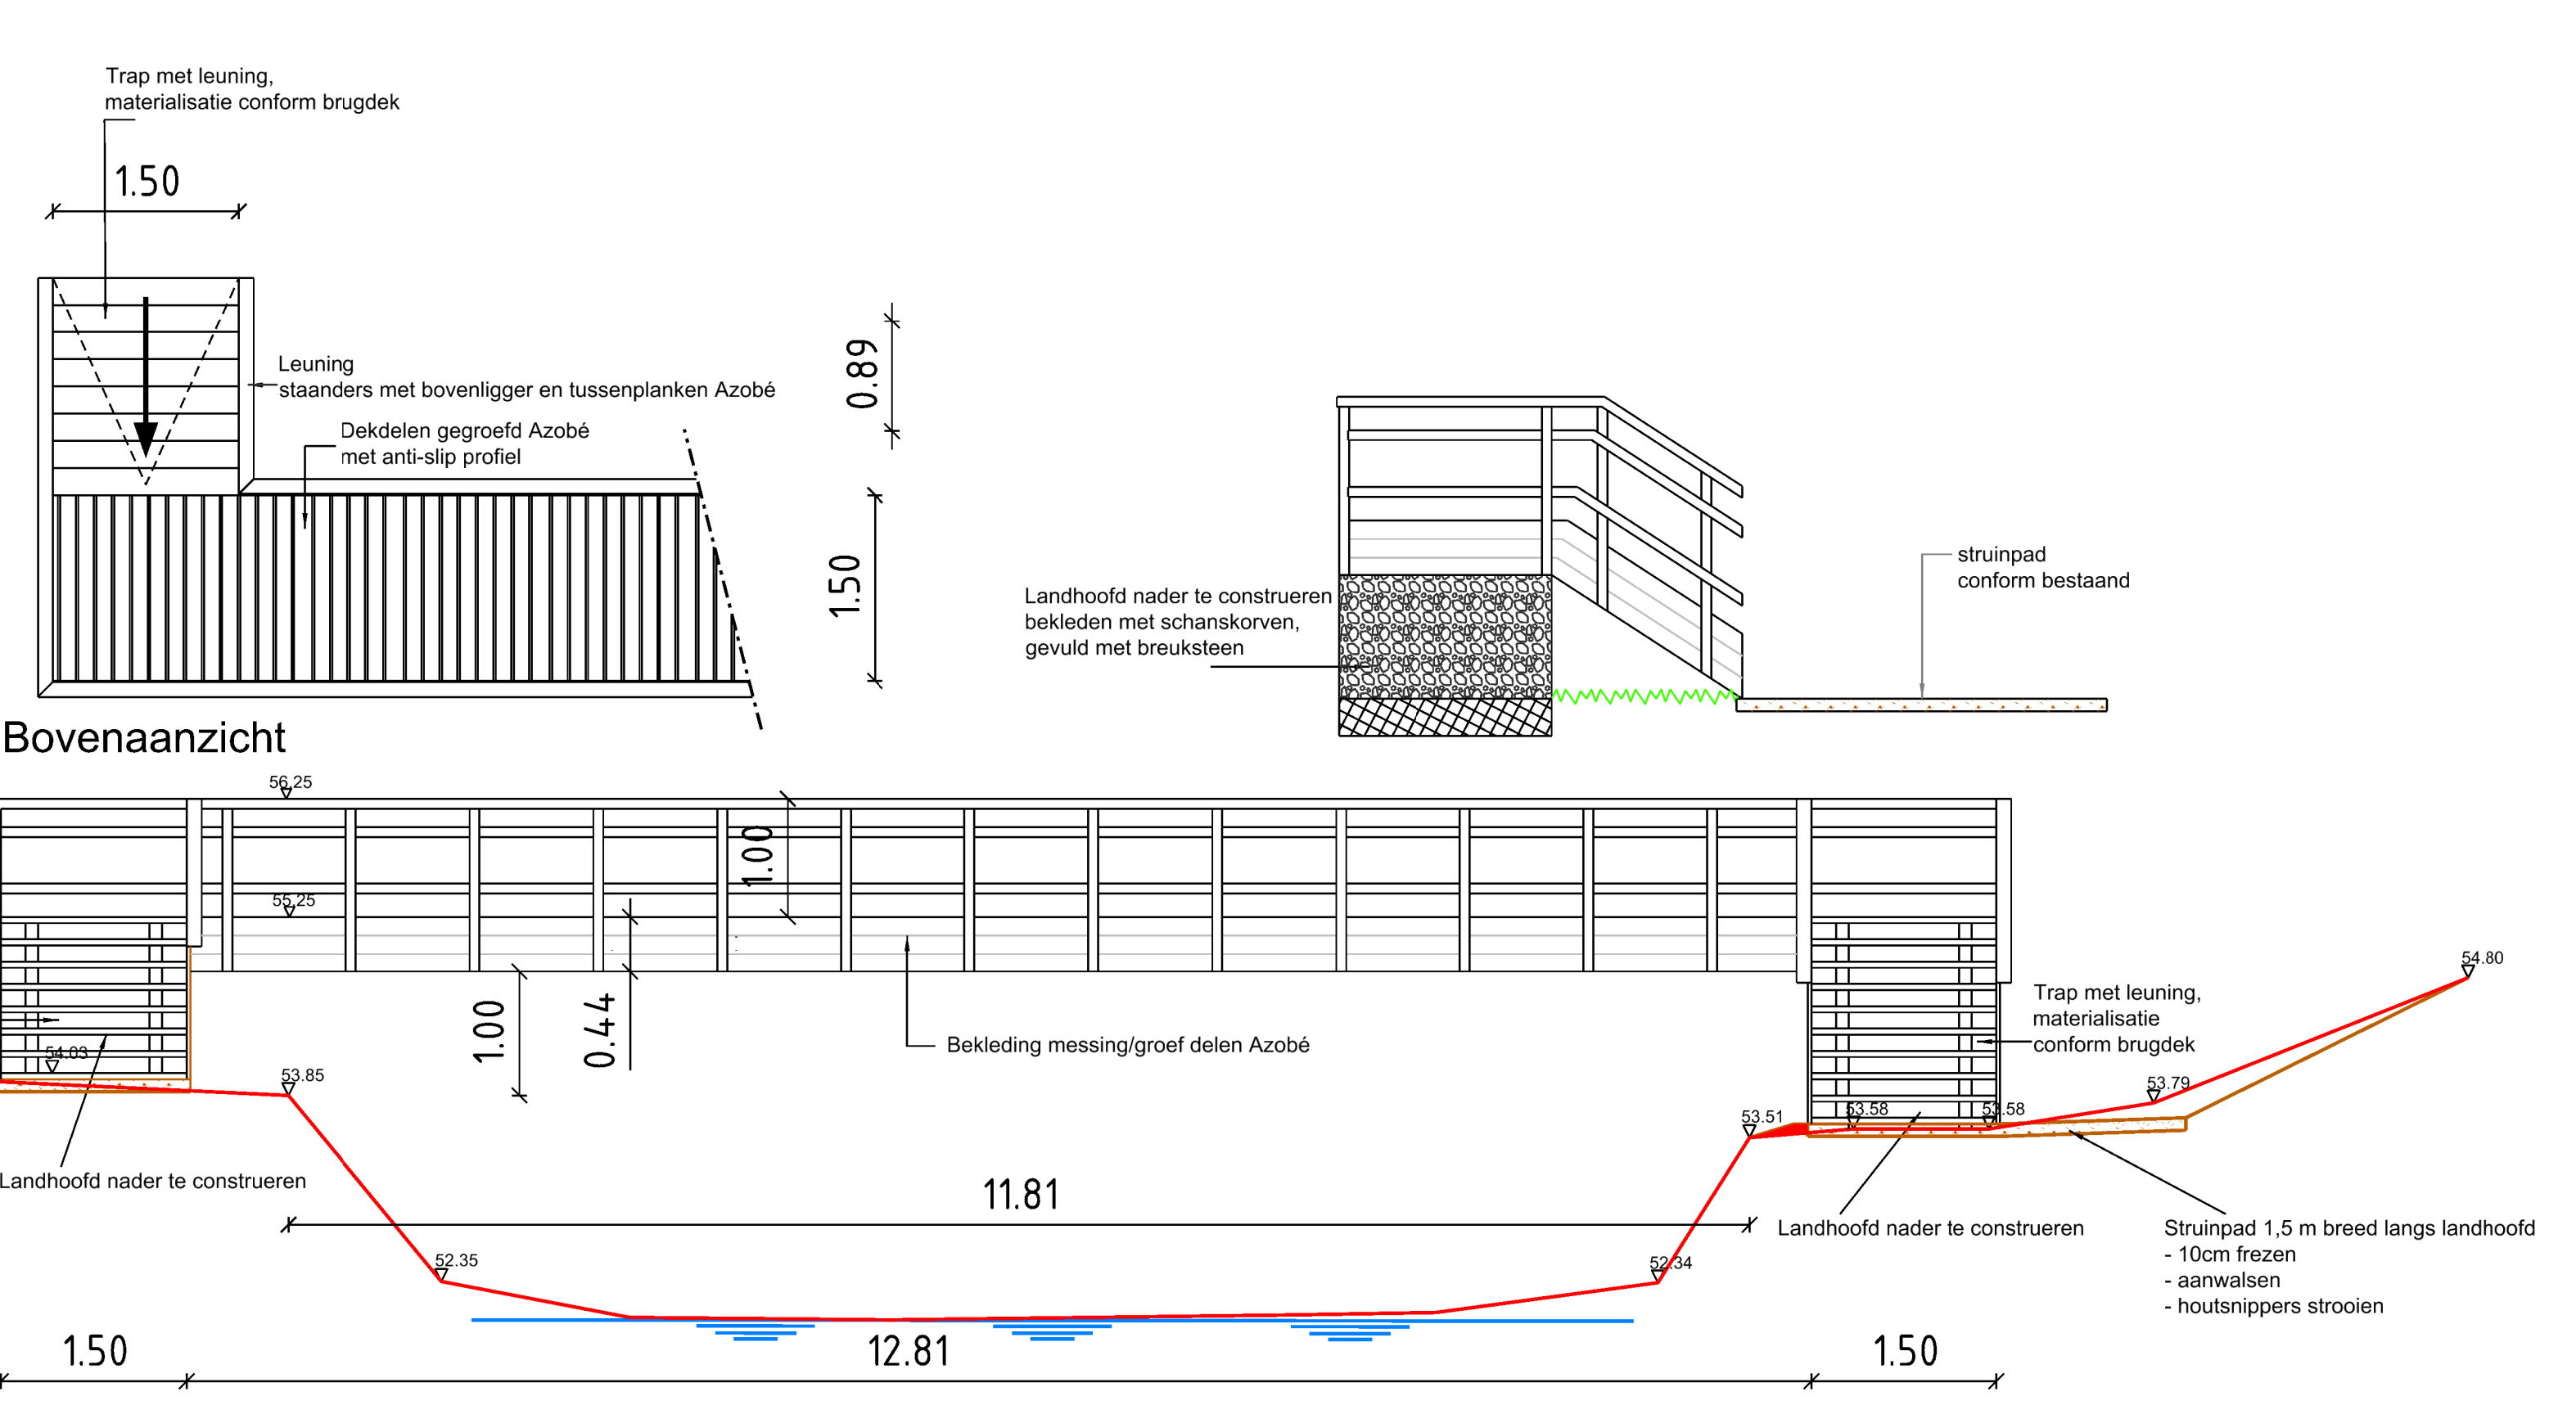 Trap met leuning,
materialisatie conform brugdek
1.50
Leuning
staanders met bovenligger en tussenplanken Azobé
Dekdelen gegroefd Azobé
met anti-slip profiel
0.89
1.50
Landhoofd nader te construeren
bekleden met schanskorven,
gevuld met breuksteen
struinpad
conform bestaand
Bovenaanzicht
56.25
1.00
55.25
54.80
1.00
0.44
Bekleding messing/groef delen Azobé
Trap met leuning,
materialisatie
conform brugdek
54.03
53.85
53.79
53.51
53.58
53.58
Landhoofd nader te construeren
11.81
Landhoofd nader te construeren
Struinpad 1,5 m breed langs landhoofd
- 10cm frezen
- aanwalsen
- houtsnippers strooien
52.35
52.34
1.50
12.81
1.50